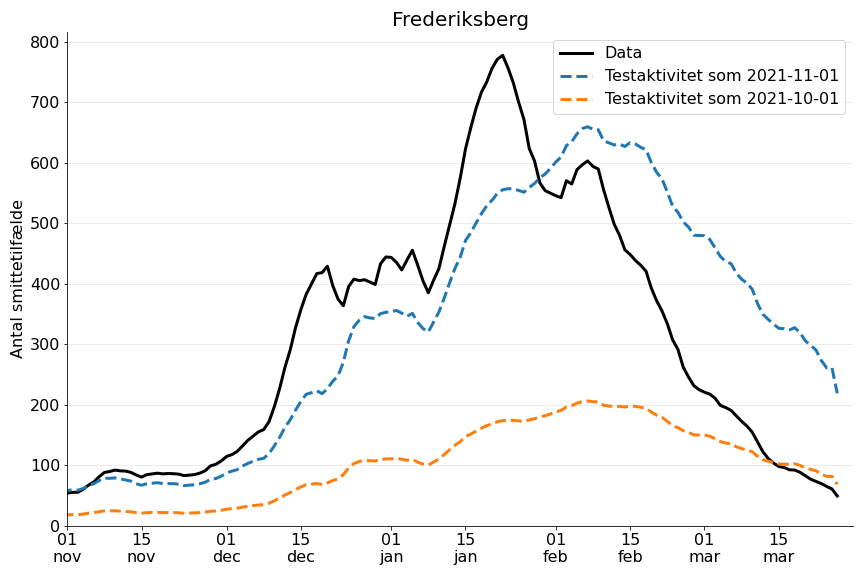 Frederiksberg
Data
Testaktivitet som 2021-11-01
Testaktivitet som 2021-10-01
Antal smittetilfælde
800
700
600
500
400
300
200
100
0
01 15 01 15 01 15 01 15 01 15
nov nov dec dec jan jan feb feb mar mar